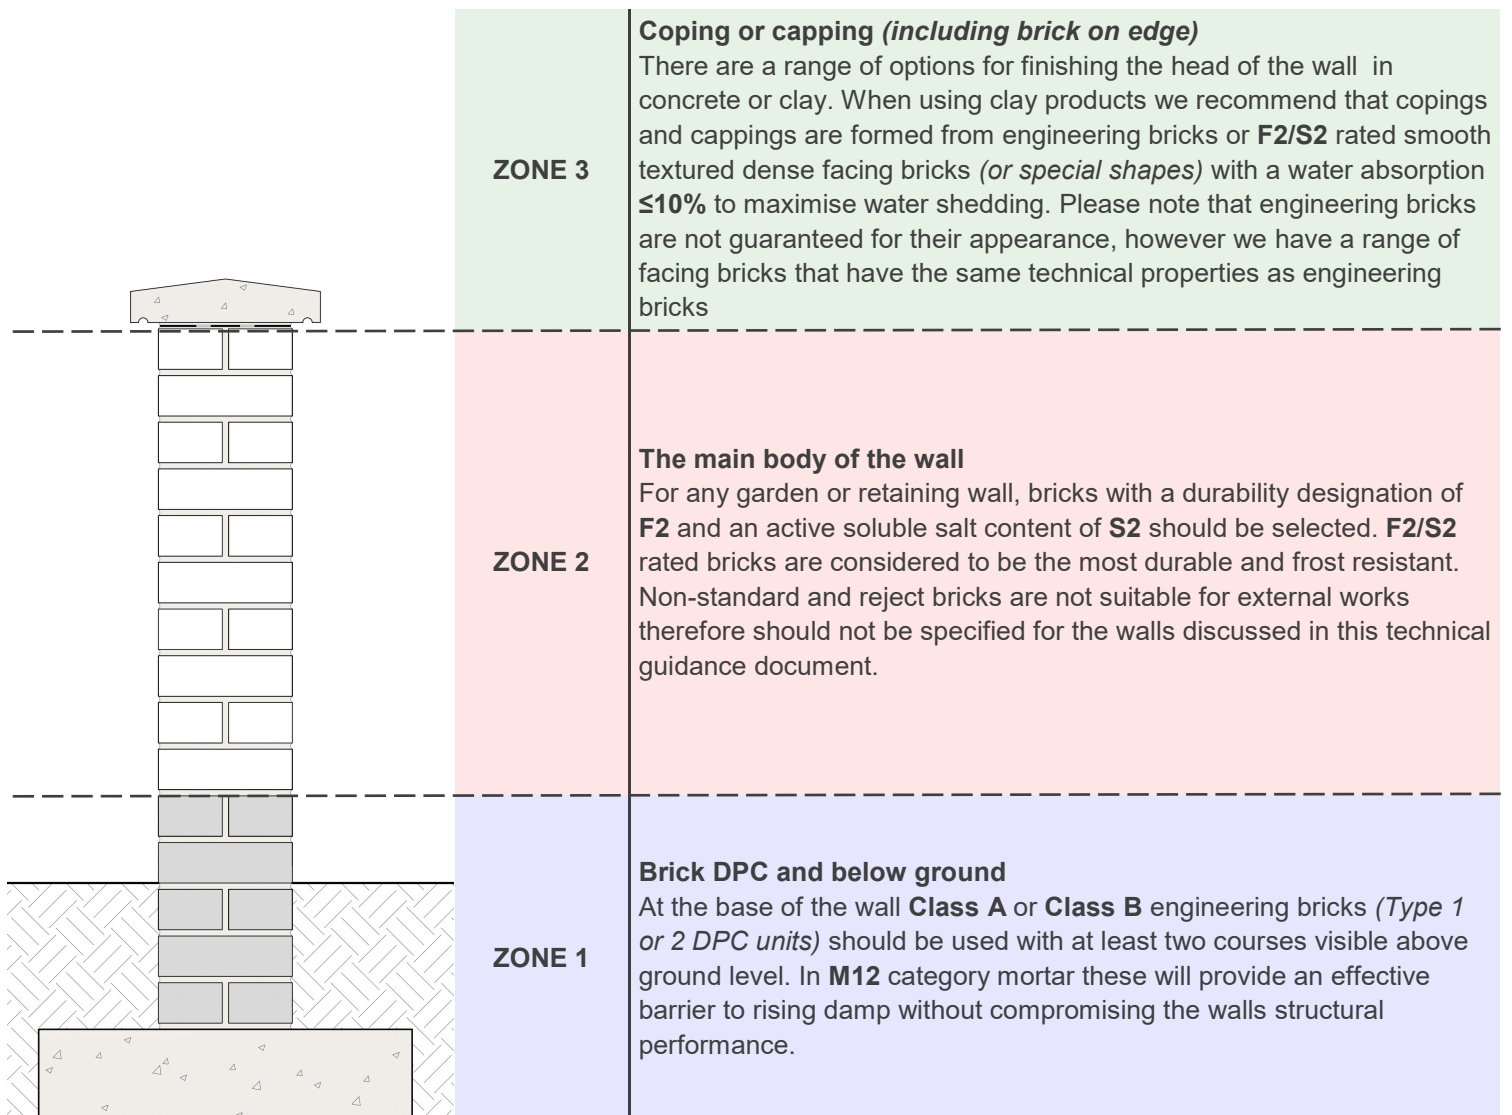 Coping or capping (including brick on edge)
There are a range of options for finishing the head of the wall in
concrete or clay. When using clay products we recommend that copings
and cappings are formed from engineering bricks or F2/S2 rated smooth
ZONE 3
textured dense facing bricks (or special shapes) with a water absorption
≤10% to maximise water shedding. Please note that engineering bricks
are not guaranteed for their appearance, however we have a range of
facing bricks that have the same technical properties as engineering
bricks
The main body of the wall
For any garden or retaining wall, bricks with a durability designation of
F2 and an active soluble salt content of S2 should be selected. F2/S2
ZONE 2
rated bricks are considered to be the most durable and frost resistant.
Non-standard and reject bricks are not suitable for external works
therefore should not be specified for the walls discussed in this technical
guidance document.
Brick DPC and below ground
At the base of the wall Class A or Class B engineering bricks (Type 1
or 2 DPC units) should be used with at least two courses visible above
ZONE 1
ground level. In M12 category mortar these will provide an effective
barrier to rising damp without compromising the walls structural
performance.